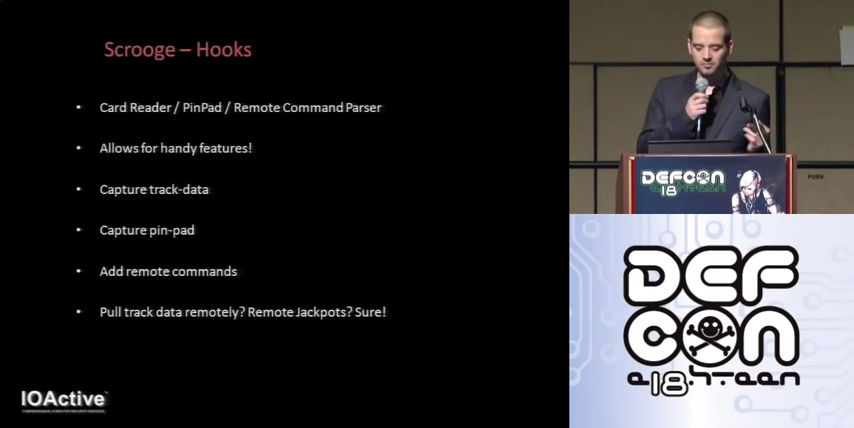 Scrooge – Hooks
• Card Reader / PinPad / Remote Command Parser
• Allows for handy features!
• Capture track-data
• Capture pin-pad
• Add remote commands
• Pull track data remotely? Remote Jackpots? Sure!
IOActive
DEFCON
18
PUSH
DEF
CON
18